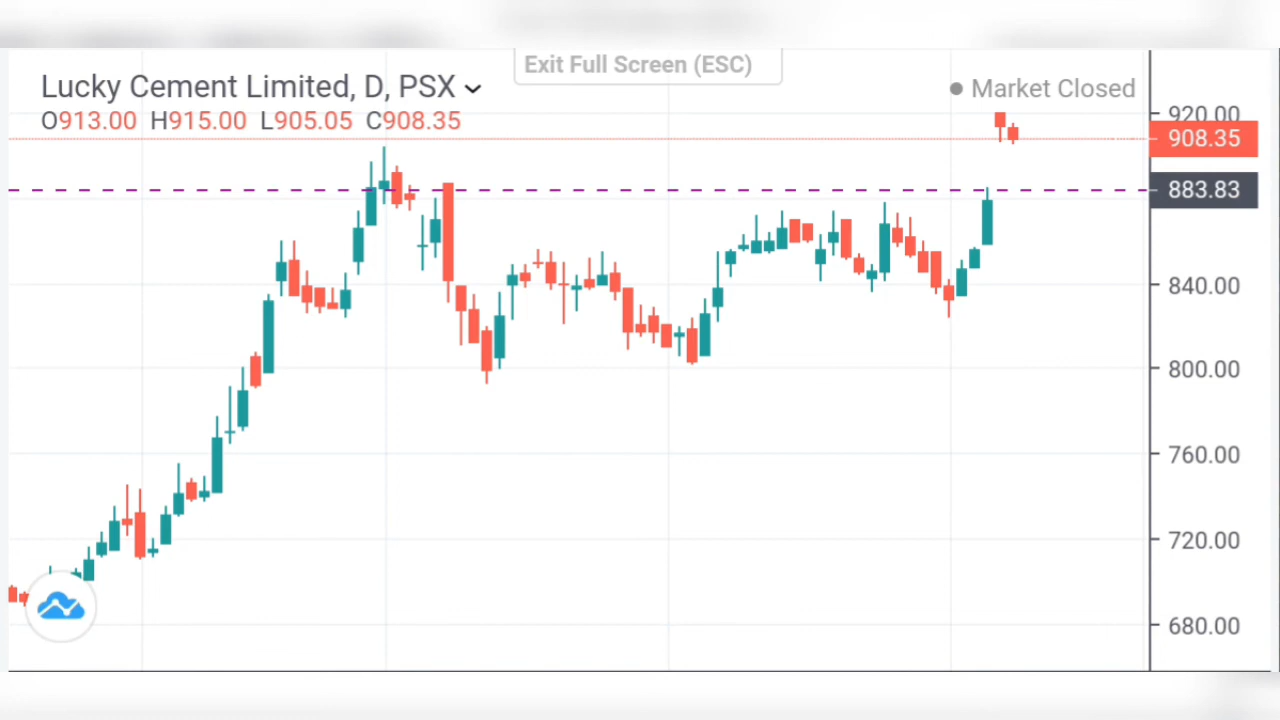 Exit Full Screen (ESC)
Lucky Cement Limited, D, PSX
Market Closed
O913.00 H915.00 L905.05 C908.35
920.00
908.35
883.83
840.00
800.00
760.00
720.00
680.00